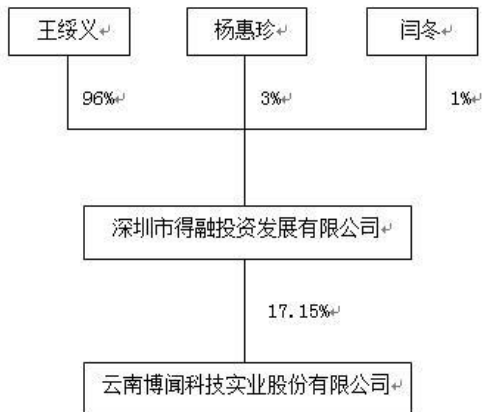 王绥义 杨惠珍 闫冬
96% 3% 1%
深圳市得融投资发展有限公司
17.15%
云南博闻科技实业股份有限公司